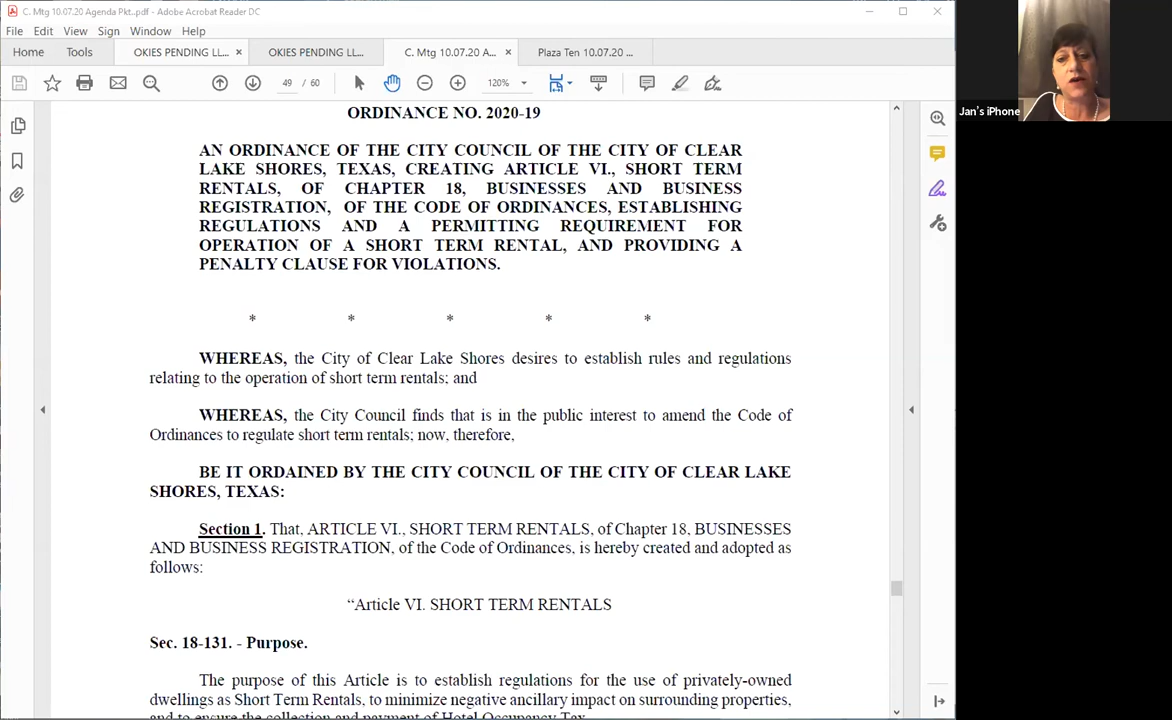 C. Mtg 10.07.20 Agenda Pkt...pdf - Adobe Acrobat Reader DC
File Edit View Sign Window Help
Home Tools OKIES PENDING LL... × OKIES PENDING LL... C. Mtg 10.07.20 A... × Plaza Ten 10.07.20 ...
49 / 60 120%
Jan's iPhone
ORDINANCE NO. 2020-19
AN ORDINANCE OF THE CITY COUNCIL OF THE CITY OF CLEAR
LAKE SHORES, TEXAS, CREATING ARTICLE VI., SHORT TERM
RENTALS, OF CHAPTER 18, BUSINESSES AND BUSINESS
REGISTRATION, OF THE CODE OF ORDINANCES, ESTABLISHING
REGULATIONS AND A PERMITTING REQUIREMENT FOR
OPERATION OF A SHORT TERM RENTAL, AND PROVIDING A
PENALTY CLAUSE FOR VIOLATIONS.
* * * * *
WHEREAS, the City of Clear Lake Shores desires to establish rules and regulations
relating to the operation of short term rentals; and
WHEREAS, the City Council finds that is in the public interest to amend the Code of
Ordinances to regulate short term rentals; now, therefore,
BE IT ORDAINED BY THE CITY COUNCIL OF THE CITY OF CLEAR LAKE
SHORES, TEXAS:
Section 1. That, ARTICLE VI., SHORT TERM RENTALS, of Chapter 18, BUSINESSES
AND BUSINESS REGISTRATION, of the Code of Ordinances, is hereby created and adopted as
follows:
"Article VI. SHORT TERM RENTALS
Sec. 18-131. - Purpose.
The purpose of this Article is to establish regulations for the use of privately-owned
dwellings as Short Term Rentals, to minimize negative ancillary impact on surrounding properties,
and to ensure the collection and payment of Hotel Occupancy Tax